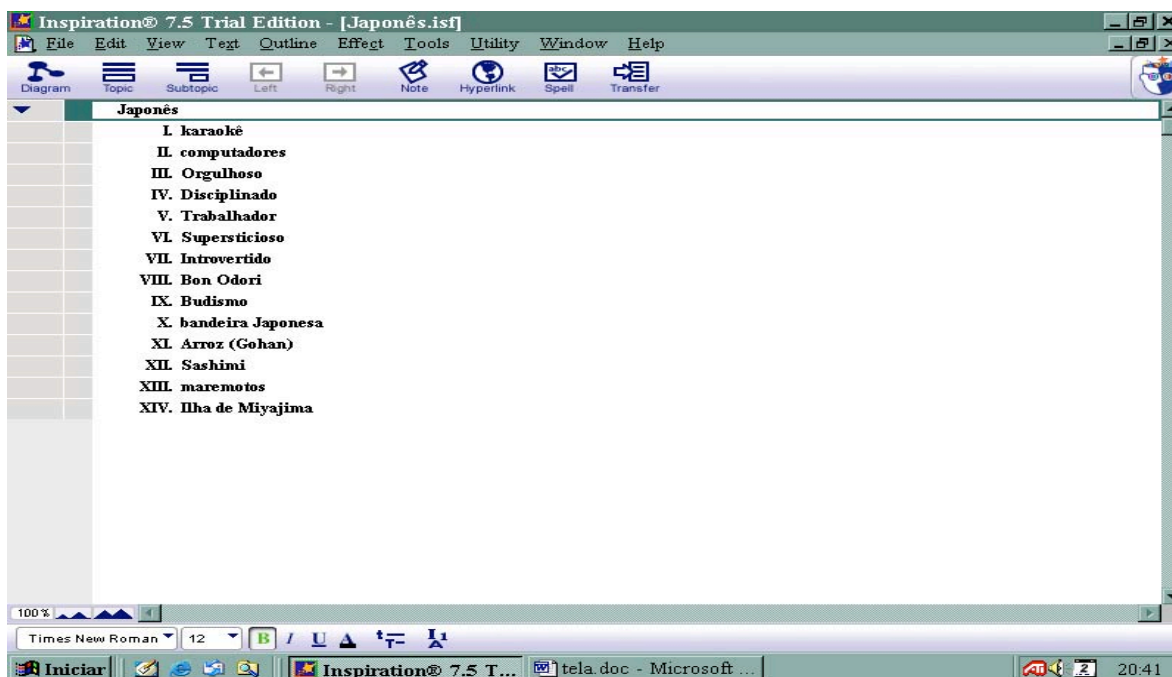 Inspiration® 7.5 Trial Edition - [Japonês.isf]
File Edit View Text Outline Effect Tools Utility Window Help
Diagram Topic Subtopic Left Right Note Hyperlink Spell Transfer
Japonês
I. karaokê
II. computadores
III. Orgulhoso
IV. Disciplinado
V. Trabalhador
VI. Supersticioso
VII. Introvertido
VIII. Bon Odori
IX. Budismo
X. bandeira Japonesa
XI. Arroz (Gohan)
XII. Sashimi
XIII. maremotos
XIV. Ilha de Miyajima
100%
Times New Roman 12 B I U A
Iniciar Inspiration® 7.5 T... tela.doc - Microsoft ... 20:41